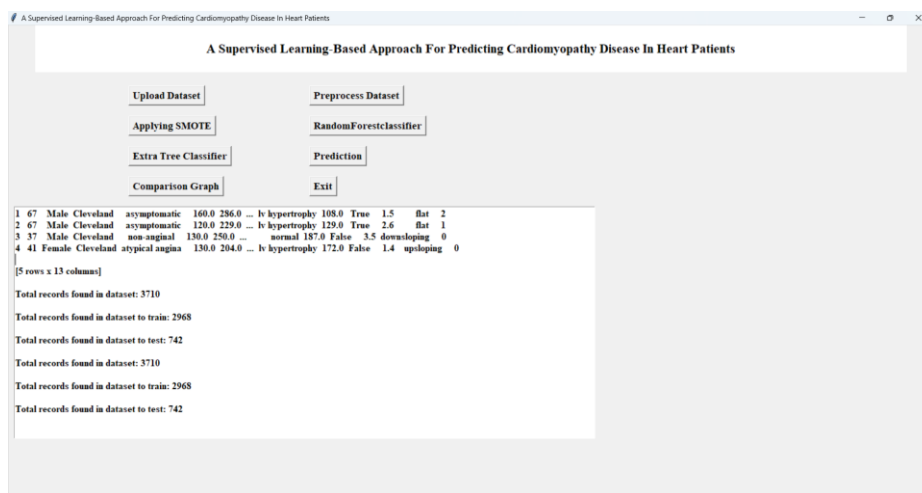 A Supervised Learning-Based Approach For Predicting Cardiomyopathy Disease In Heart Patients
A Supervised Learning-Based Approach For Predicting Cardiomyopathy Disease In Heart Patients
Upload Dataset Preprocess Dataset
Applying SMOTE RandomForestclassifier
Extra Tree Classifier Prediction
Comparison Graph Exit
1 67 Male Cleveland asymptomatic 160.0 286.0 ... lv hypertrophy 108.0 True 1.5 flat 2
2 67 Male Cleveland asymptomatic 120.0 229.0 ... lv hypertrophy 129.0 True 2.6 flat 1
3 37 Male Cleveland non-anginal 130.0 250.0 ... normal 187.0 False 3.5 downsloping 0
4 41 Female Cleveland atypical angina 130.0 204.0 ... lv hypertrophy 172.0 False 1.4 upsloping 0
[5 rows x 13 columns]
Total records found in dataset: 3710
Total records found in dataset to train: 2968
Total records found in dataset to test: 742
Total records found in dataset: 3710
Total records found in dataset to train: 2968
Total records found in dataset to test: 742